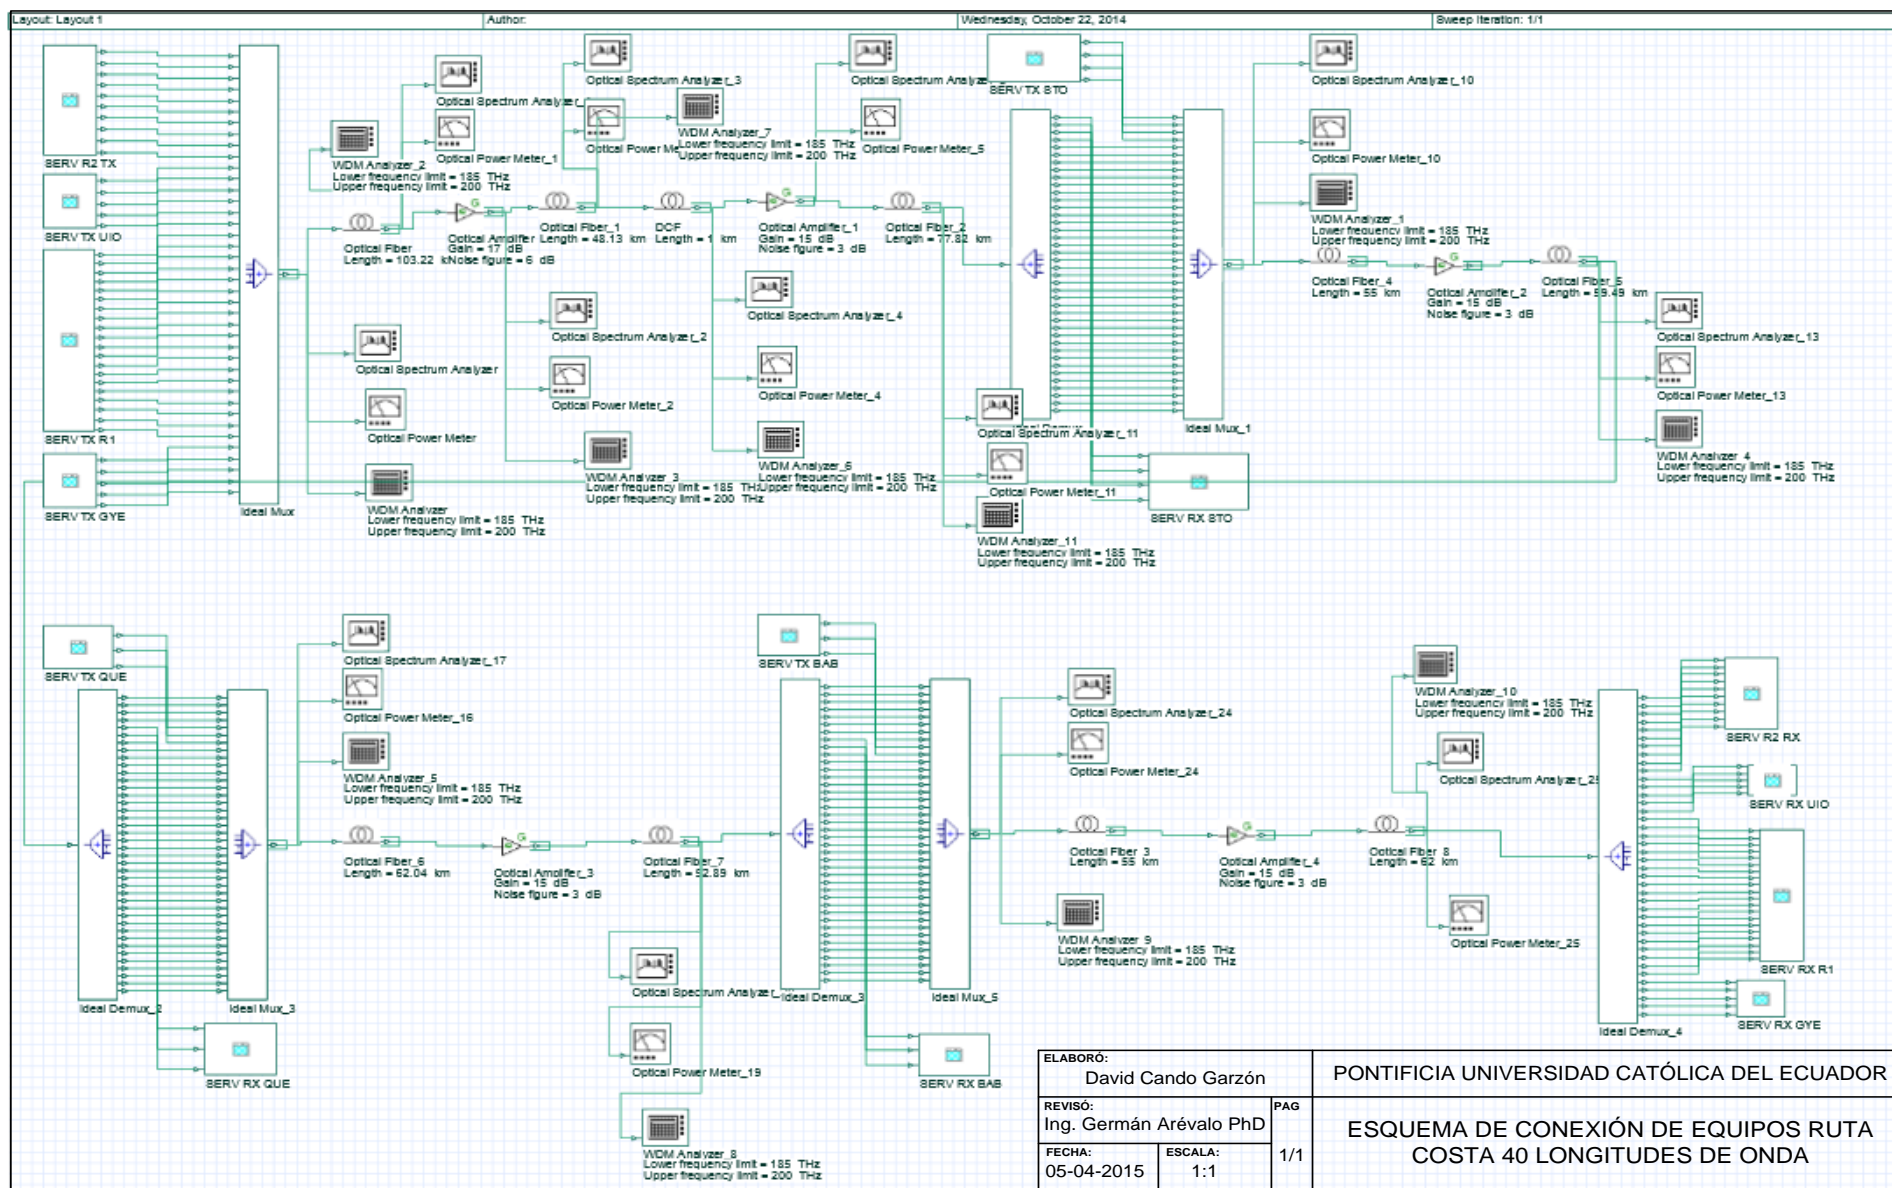 Layout: Layout 1
Author:
Wednesday, October 22, 2014
Sweep Iteration: 1/1
SERV R2 TX
SERV TX UIO
SERV TX R1
SERV TX GYE
Ideal Mux
WDM Analyzer_2
Lower frequency limit = 185 THz
Upper frequency limit = 200 THz
Optical Spectrum Analyzer
Optical Power Meter_1
Optical Fiber
Length = 103.22
Optical Amplifier
Gain = 17 dB
Noise figure = 6 dB
Optical Spectrum Analyzer
Optical Power Meter
WDM Analyzer
Lower frequency limit = 185 THz
Upper frequency limit = 200 THz
Optical Spectrum Analyzer_3
Optical Power
WDM Analyzer_7
Lower frequency limit = 185 THz
Upper frequency limit = 200 THz
Optical Fiber_1
Length = 48.13 km
DCF
Length = 1 km
Optical Spectrum Analyzer_2
Optical Power Meter_2
WDM Analyzer_3
Lower frequency limit = 185
Upper frequency limit = 200
Optical Spectrum Analyzer
Optical Power Meter_5
Optical Amplifier_1
Gain = 15 dB
Noise figure = 3 dB
Optical Fiber_2
Length = 77.82 km
Optical Spectrum Analyzer_4
Optical Power Meter_4
WDM Analyzer_6
Lower frequency limit = 185 THz
Upper frequency limit = 200 THz
SERV TX STO
Ideal Demux
Ideal Mux_1
Optical Spectrum Analyzer_11
Optical Power Meter_11
WDM Analyzer_11
Lower frequency limit = 185 THz
Upper frequency limit = 200 THz
SERV RX STO
Optical Spectrum Analyzer_10
Optical Power Meter_10
WDM Analyzer_1
Lower frequency limit = 185 THz
Upper frequency limit = 200 THz
Optical Fiber_4
Length = 55 km
Optical Amplifier_2
Gain = 15 dB
Noise figure = 3 dB
Optical Fiber_5
Length = 59.49 km
Optical Spectrum Analyzer_13
Optical Power Meter_13
WDM Analyzer_4
Lower frequency limit = 185 THz
Upper frequency limit = 200 THz
SERV TX QUE
Ideal Demux_2
Ideal Mux_3
SERV RX QUE
Optical Spectrum Analyzer_17
Optical Power Meter_16
WDM Analyzer_5
Lower frequency limit = 185 THz
Upper frequency limit = 200 THz
Optical Fiber_6
Length = 62.04 km
Optical Amplifier_3
Gain = 15 dB
Noise figure = 3 dB
Optical Fiber_7
Length = 52.89 km
Optical Spectrum Analyzer
Optical Power Meter_19
WDM Analyzer_8
Lower frequency limit = 185 THz
Upper frequency limit = 200 THz
SERV TX BAB
Ideal Demux_3
Ideal Mux_5
SERV RX BAB
Optical Spectrum Analyzer_24
Optical Power Meter_24
Optical Fiber_3
Length = 55 km
WDM Analyzer_9
Lower frequency limit = 185 THz
Upper frequency limit = 200 THz
Optical Amplifier_4
Gain = 15 dB
Noise figure = 3 dB
WDM Analyzer_10
Lower frequency limit = 185 THz
Upper frequency limit = 200 THz
Optical Spectrum Analyzer_25
Optical Fiber_8
Length = 62 km
Optical Power Meter_25
Ideal Demux_4
SERV R2 RX
SERV RX UIO
SERV RX R1
SERV RX GYE
ELABORÓ:
David Cando Garzón
REVISÓ:
Ing. Germán Arévalo PhD
PAG
1/1
FECHA:
05-04-2015
ESCALA:
1:1
PONTIFICIA UNIVERSIDAD CATÓLICA DEL ECUADOR
ESQUEMA DE CONEXIÓN DE EQUIPOS RUTA
COSTA 40 LONGITUDES DE ONDA